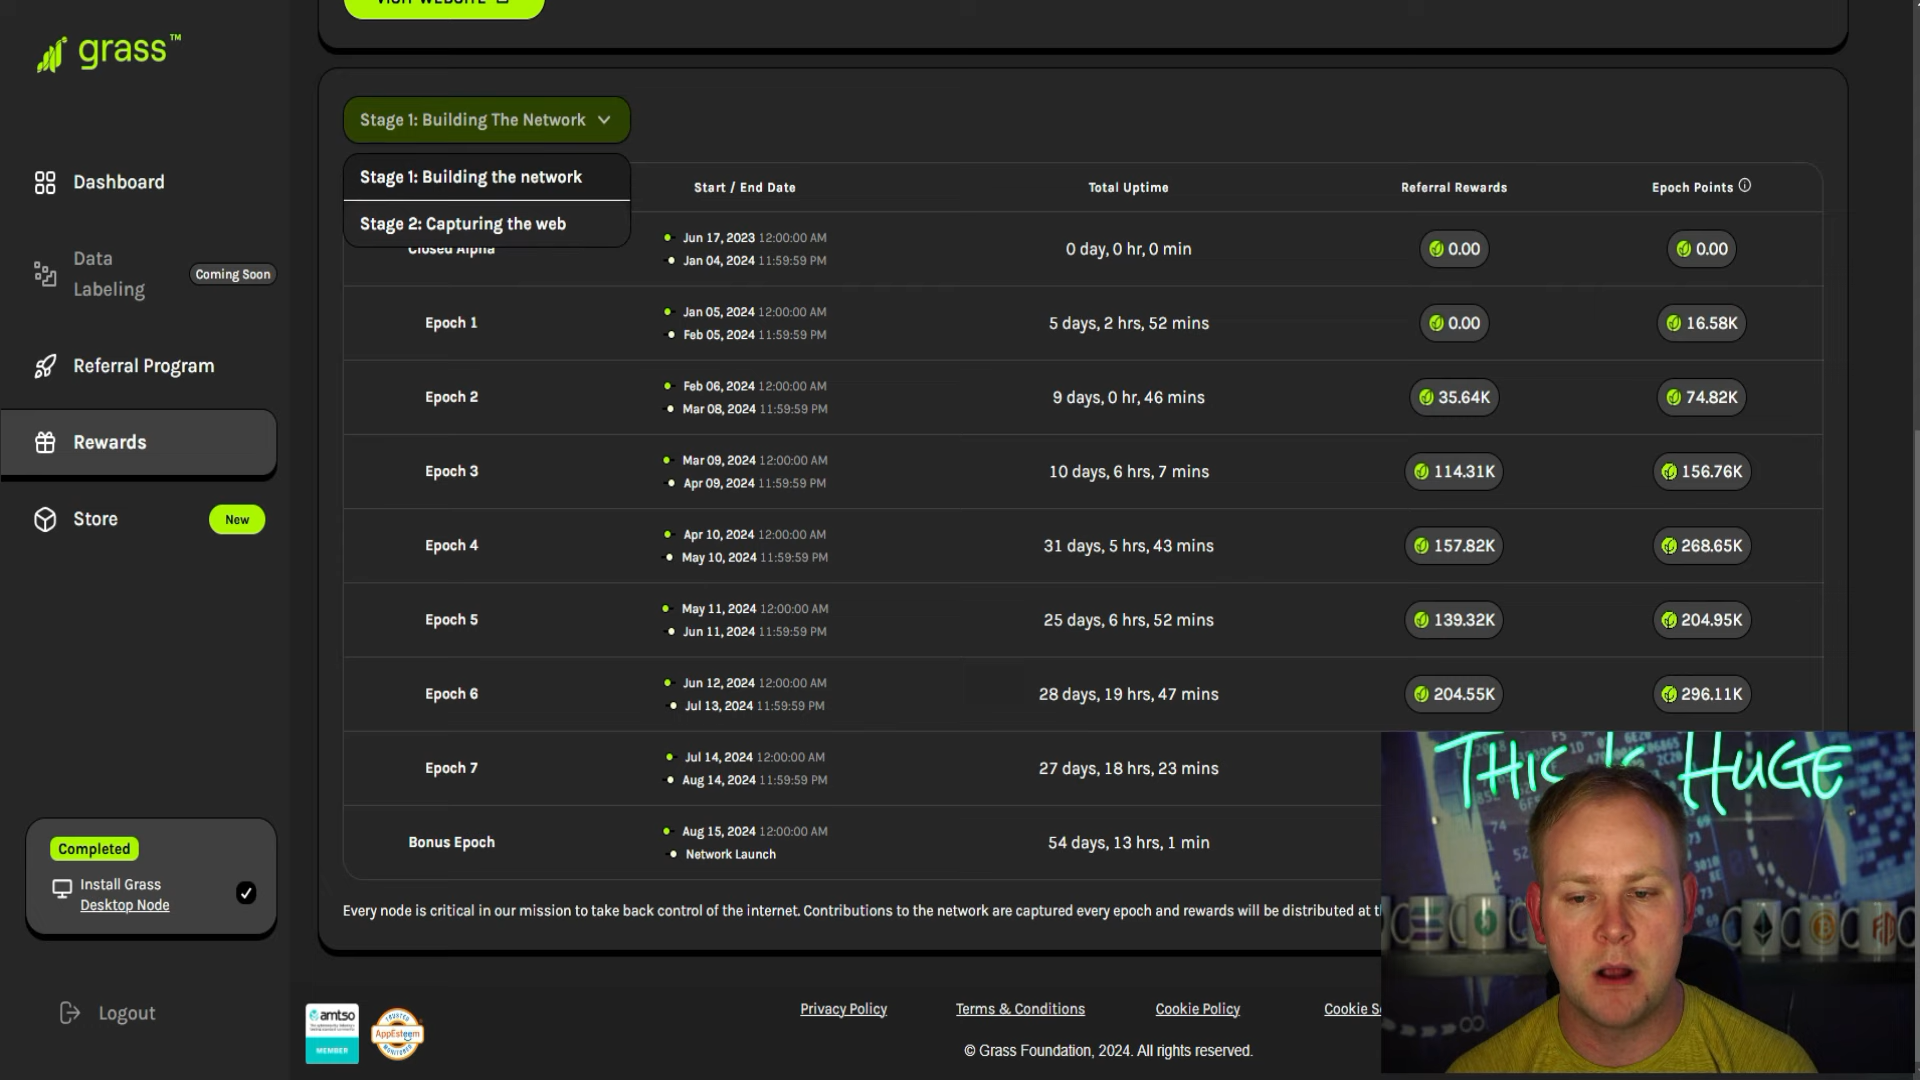 grass™
Dashboard
Data
Labeling
Coming Soon
Referral Program
Rewards
Store
New
Completed
Install Grass
Desktop Node
Logout
VISIT WEBSITE
Stage 1: Building The Network
Stage 1: Building the network
Stage 2: Capturing the web
Start / End Date Total Uptime Referral Rewards Epoch Points
Closed Alpha Jun 17, 2023 12:00:00 AM 0 day, 0 hr, 0 min 0.00 0.00
Jan 04, 2024 11:59:59 PM
Epoch 1 Jan 05, 2024 12:00:00 AM 5 days, 2 hrs, 52 mins 0.00 16.58K
Feb 05, 2024 11:59:59 PM
Epoch 2 Feb 06, 2024 12:00:00 AM 9 days, 0 hr, 46 mins 35.64K 74.82K
Mar 08, 2024 11:59:59 PM
Epoch 3 Mar 09, 2024 12:00:00 AM 10 days, 6 hrs, 7 mins 114.31K 156.76K
Apr 09, 2024 11:59:59 PM
Epoch 4 Apr 10, 2024 12:00:00 AM 31 days, 5 hrs, 43 mins 157.82K 268.65K
May 10, 2024 11:59:59 PM
Epoch 5 May 11, 2024 12:00:00 AM 25 days, 6 hrs, 52 mins 139.32K 204.95K
Jun 11, 2024 11:59:59 PM
Epoch 6 Jun 12, 2024 12:00:00 AM 28 days, 19 hrs, 47 mins 204.55K 296.11K
Jul 13, 2024 11:59:59 PM
Epoch 7 Jul 14, 2024 12:00:00 AM 27 days, 18 hrs, 23 mins
Aug 14, 2024 11:59:59 PM
Bonus Epoch Aug 15, 2024 12:00:00 AM 54 days, 13 hrs, 1 min
Network Launch
Every node is critical in our mission to take back control of the internet. Contributions to the network are captured every epoch and rewards will be distributed at
THIS IS HUGE
amtso
MEMBER
TRUSTED
AppEsteem
MONITORED
Privacy Policy Terms & Conditions Cookie Policy Cookie
© Grass Foundation, 2024. All rights reserved.